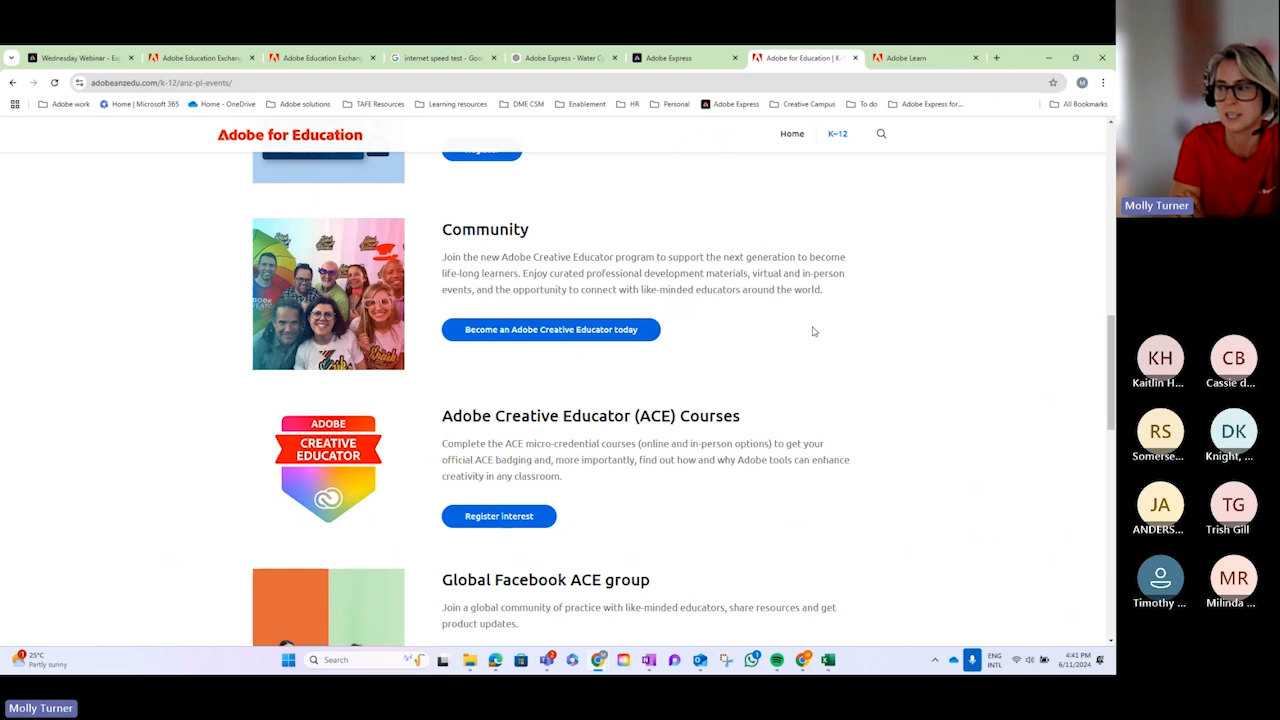 Wednesday Webinar - Ex
Adobe Education Exchan
Adobe Education Exchan
internet speed test - Goo
Adobe Express - Water C
Adobe Express
Adobe for Education | K-1
Adobe Learn
adobeanzedu.com/k-12/anz-pl-events/
M
Adobe work
Home | Microsoft 365
Home - OneDrive
Adobe solutions
TAFE Resources
Learning resources
DME CSM
Enablement
HR
Personal
Adobe Express
Creative Campus
To do
Adobe Express for...
All Bookmarks
Adobe for Education
Home
K–12
Community
Join the new Adobe Creative Educator program to support the next generation to become
life-long learners. Enjoy curated professional development materials, virtual and in-person
events, and the opportunity to connect with like-minded educators around the world.
Become an Adobe Creative Educator today
ADOBE
CREATIVE
EDUCATOR
Adobe Creative Educator (ACE) Courses
Complete the ACE micro-credential courses (online and in-person options) to get your
official ACE badging and, more importantly, find out how and why Adobe tools can enhance
creativity in any classroom.
Register interest
Global Facebook ACE group
Join a global community of practice with like-minded educators, share resources and get
product updates.
Molly Turner
KH
Kaitlin H...
CB
Cassie d...
RS
Somerse...
DK
Knight, ...
JA
ANDERS...
TG
Trish Gill
Timothy ...
MR
Milinda ...
25°C
Partly sunny
Search
ENG
INTL
4:41 PM
6/11/2024
Molly Turner